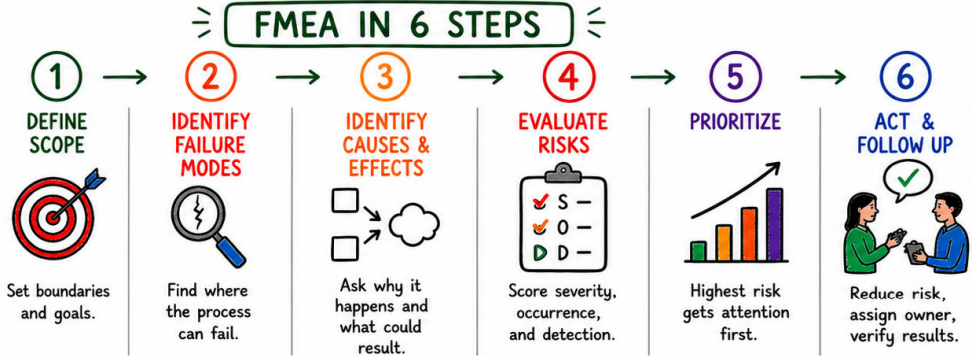 FMEA IN 6 STEPS
1
DEFINE
SCOPE
Set boundaries
and goals.
2
IDENTIFY
FAILURE
MODES
Find where
the process
can fail.
3
IDENTIFY
CAUSES &
EFFECTS
Ask why it
happens and
what could
result.
4
EVALUATE
RISKS
S –
O –
D –
Score severity,
occurrence,
and detection.
5
PRIORITIZE
Highest risk
gets attention
first.
6
ACT &
FOLLOW UP
Reduce risk,
assign owner,
verify results.